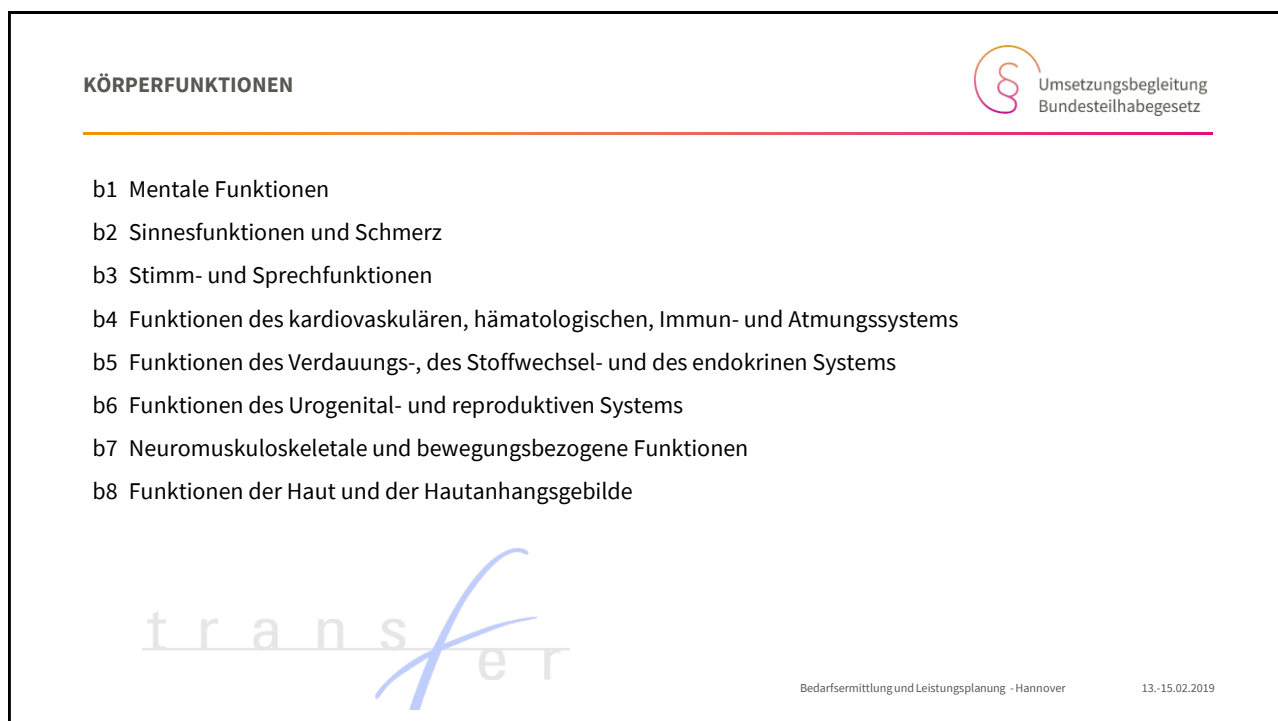 KÖRPERFUNKTIONEN
Umsetzungsbegleitung
Bundesteilhabegesetz
b1 Mentale Funktionen
b2 Sinnesfunktionen und Schmerz
b3 Stimm- und Sprechfunktionen
b4 Funktionen des kardiovaskulären, hämatologischen, Immun- und Atmungssystems
b5 Funktionen des Verdauungs-, des Stoffwechsel- und des endokrinen Systems
b6 Funktionen des Urogenital- und reproduktiven Systems
b7 Neuromuskuloskeletale und bewegungsbezogene Funktionen
b8 Funktionen der Haut und der Hautanhangsgebilde
transfer
Bedarfsermittlung und Leistungsplanung - Hannover 13.-15.02.2019